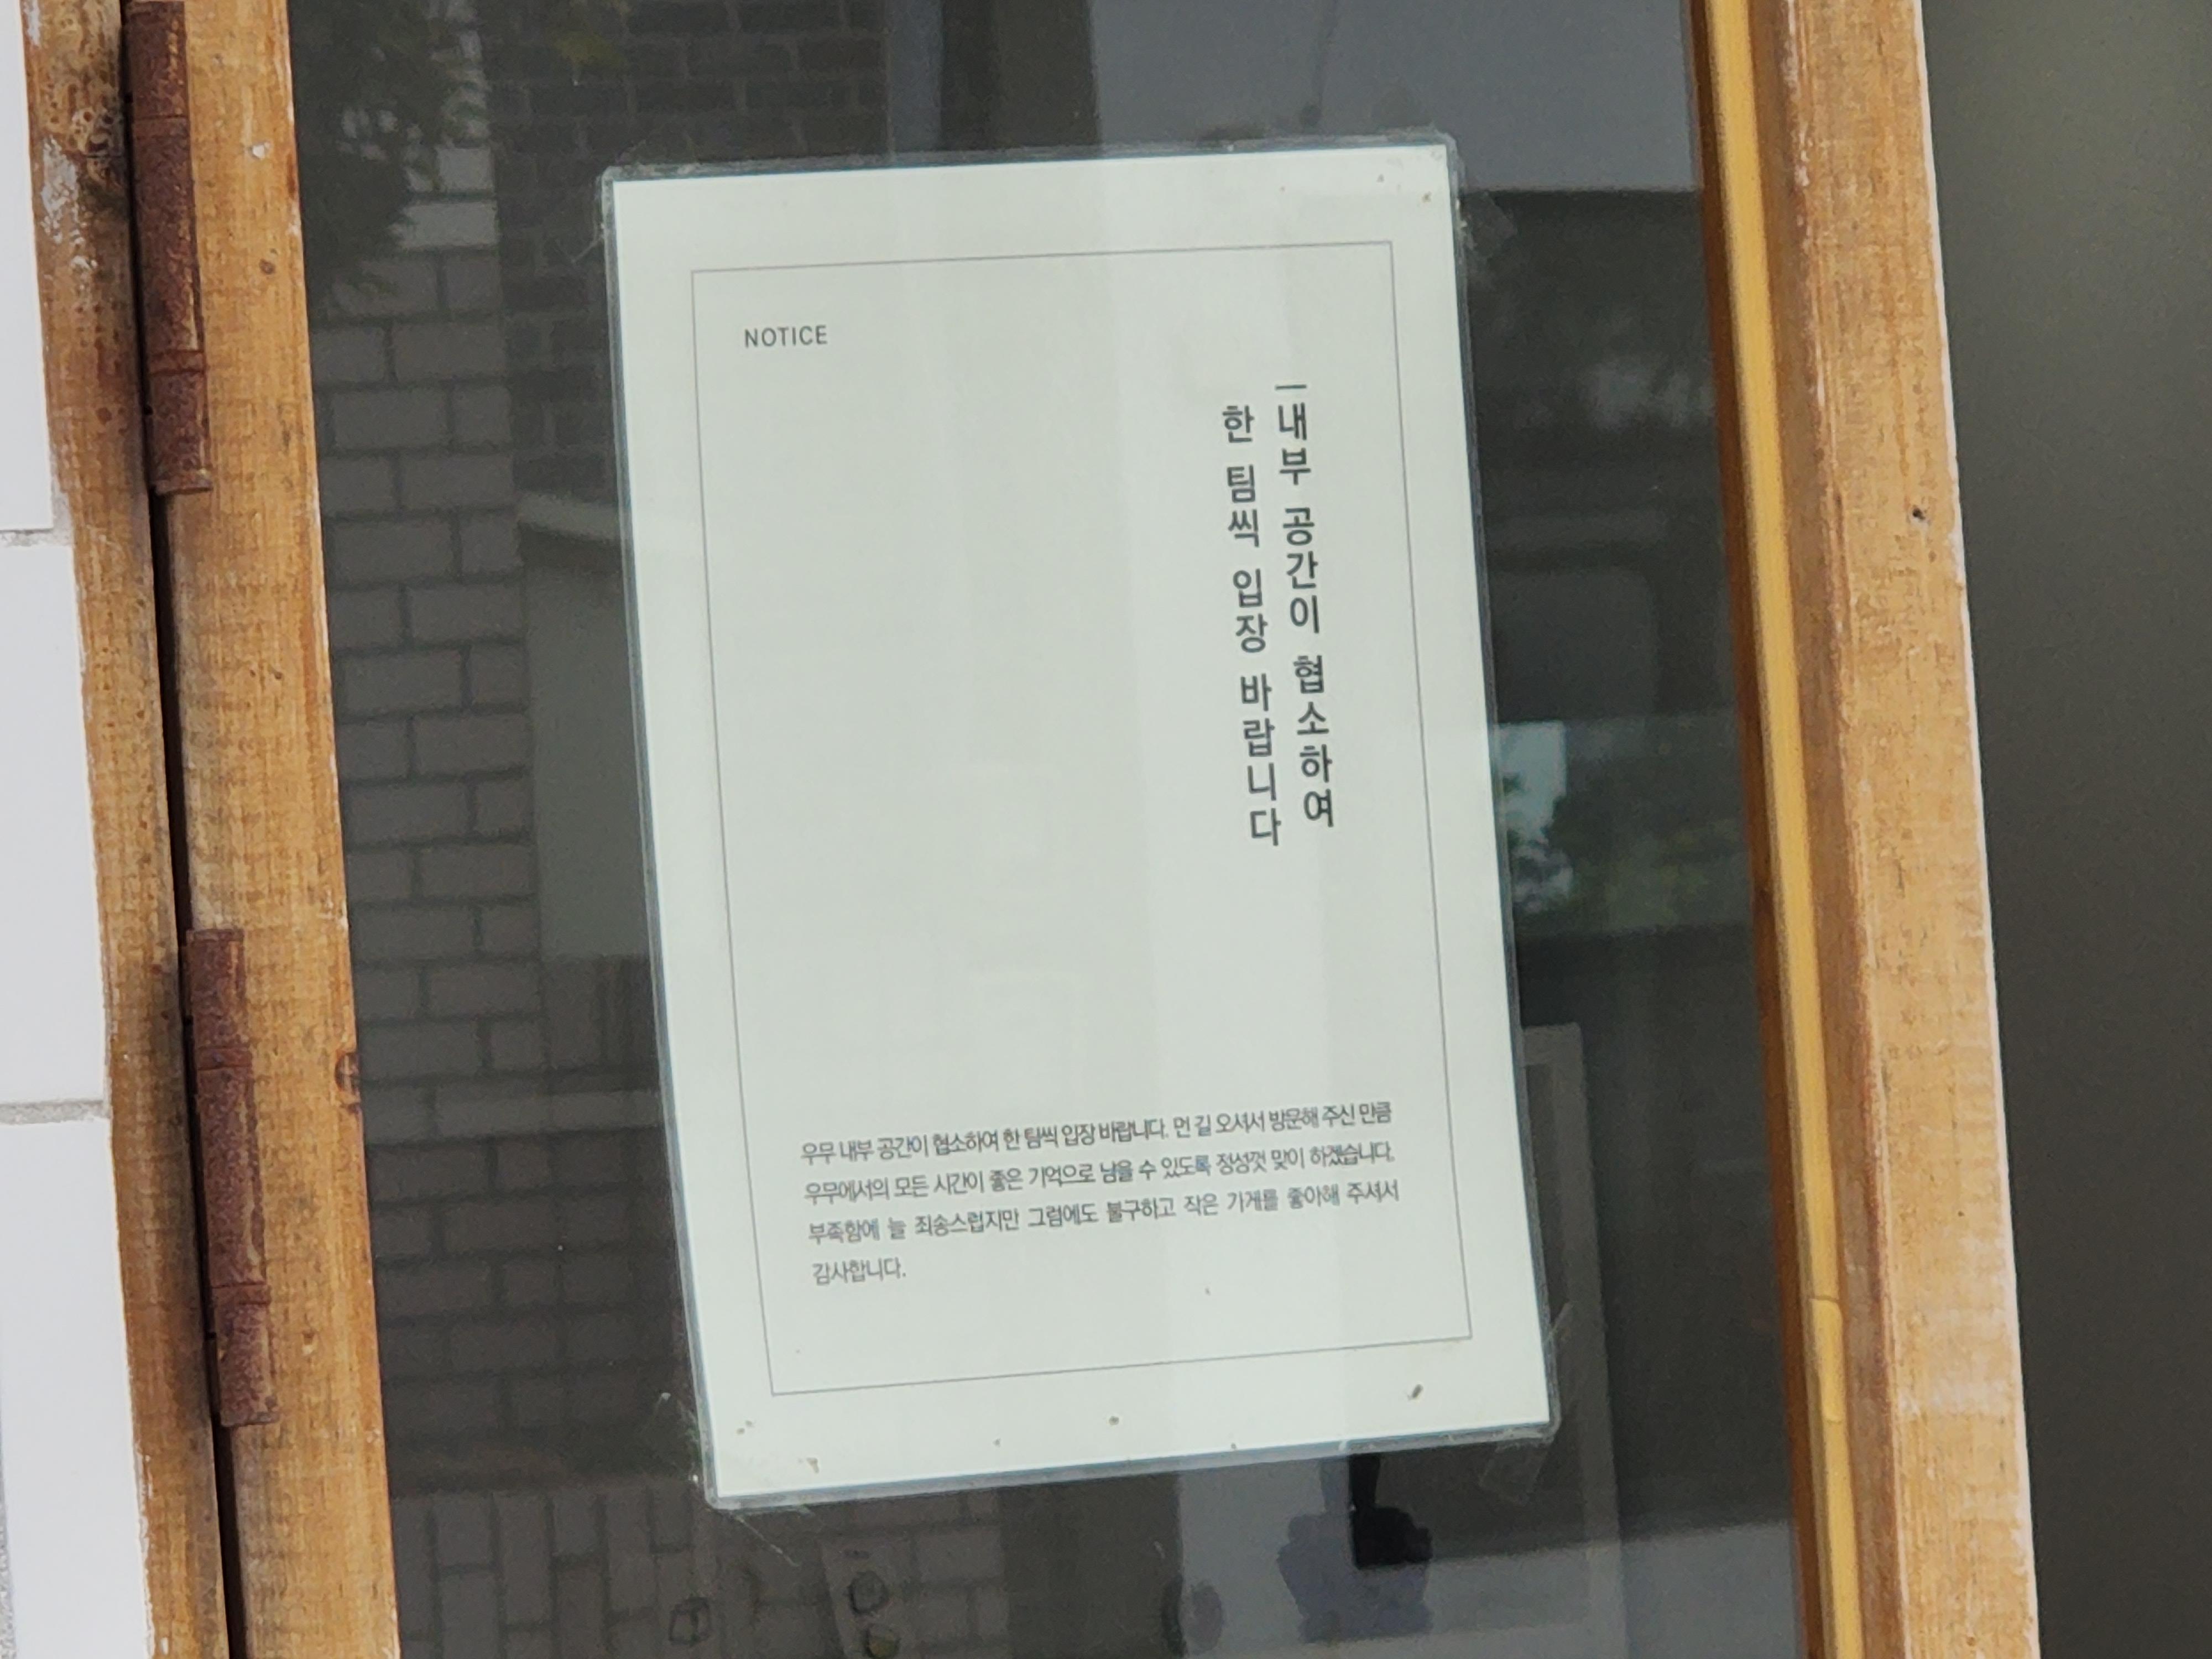 NOTICE
내부 공간이 협소하여
한 팀씩 입장 바랍니다
우무 내부 공간이 협소하여 한 팀씩 입장 바랍니다. 먼 길 오셔서 방문해 주신 만큼
우무에서의 모든 시간이 좋은 기억으로 남을 수 있도록 정성껏 맞이 하겠습니다.
부족함에 늘 죄송스럽지만 그럼에도 불구하고 작은 가게를 좋아해 주셔서
감사합니다.